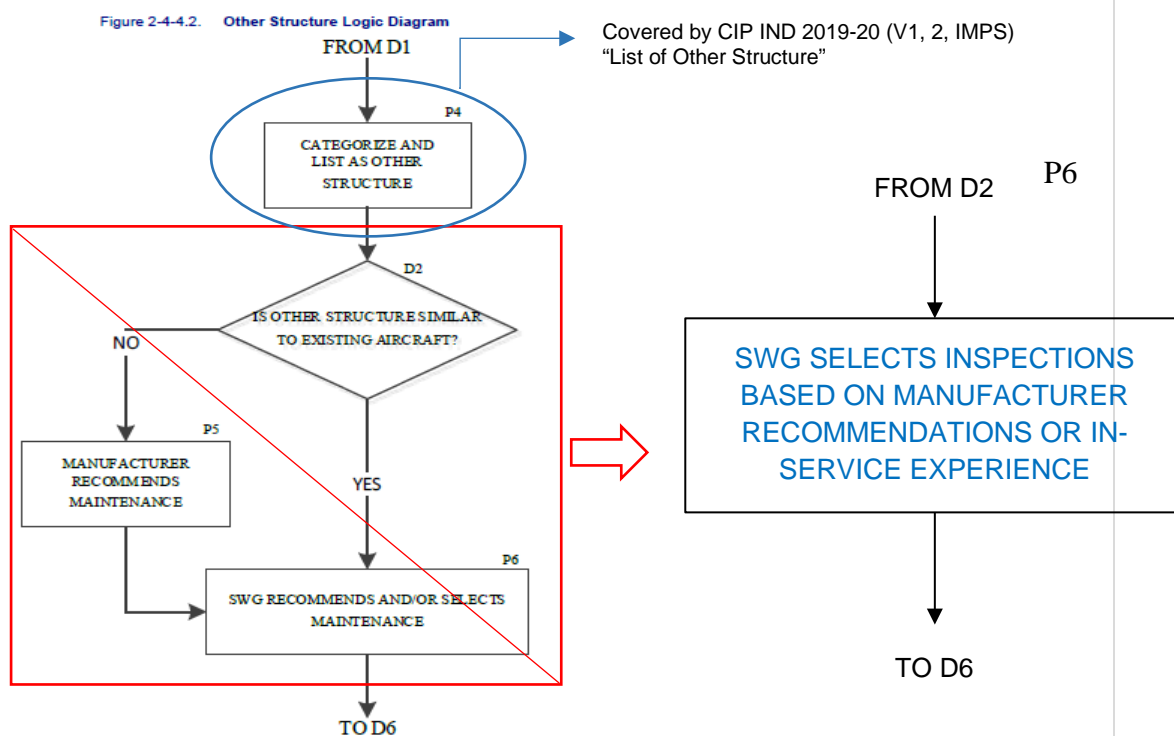 Figure 2-4-4.2. Other Structure Logic Diagram
FROM D1
Covered by CIP IND 2019-20 (V1, 2, IMPS)
“List of Other Structure”
P4
CATEGORIZE AND
LIST AS OTHER
STRUCTURE
D2
IS OTHER STRUCTURE SIMILAR
TO EXISTING AIRCRAFT?
NO
P5
MANUFACTURER
RECOMMENDS
MAINTENANCE
YES
P6
SWG RECOMMENDS AND/OR SELECTS
MAINTENANCE
TO D6
P6
FROM D2
SWG SELECTS INSPECTIONS
BASED ON MANUFACTURER
RECOMMENDATIONS OR IN-
SERVICE EXPERIENCE
TO D6